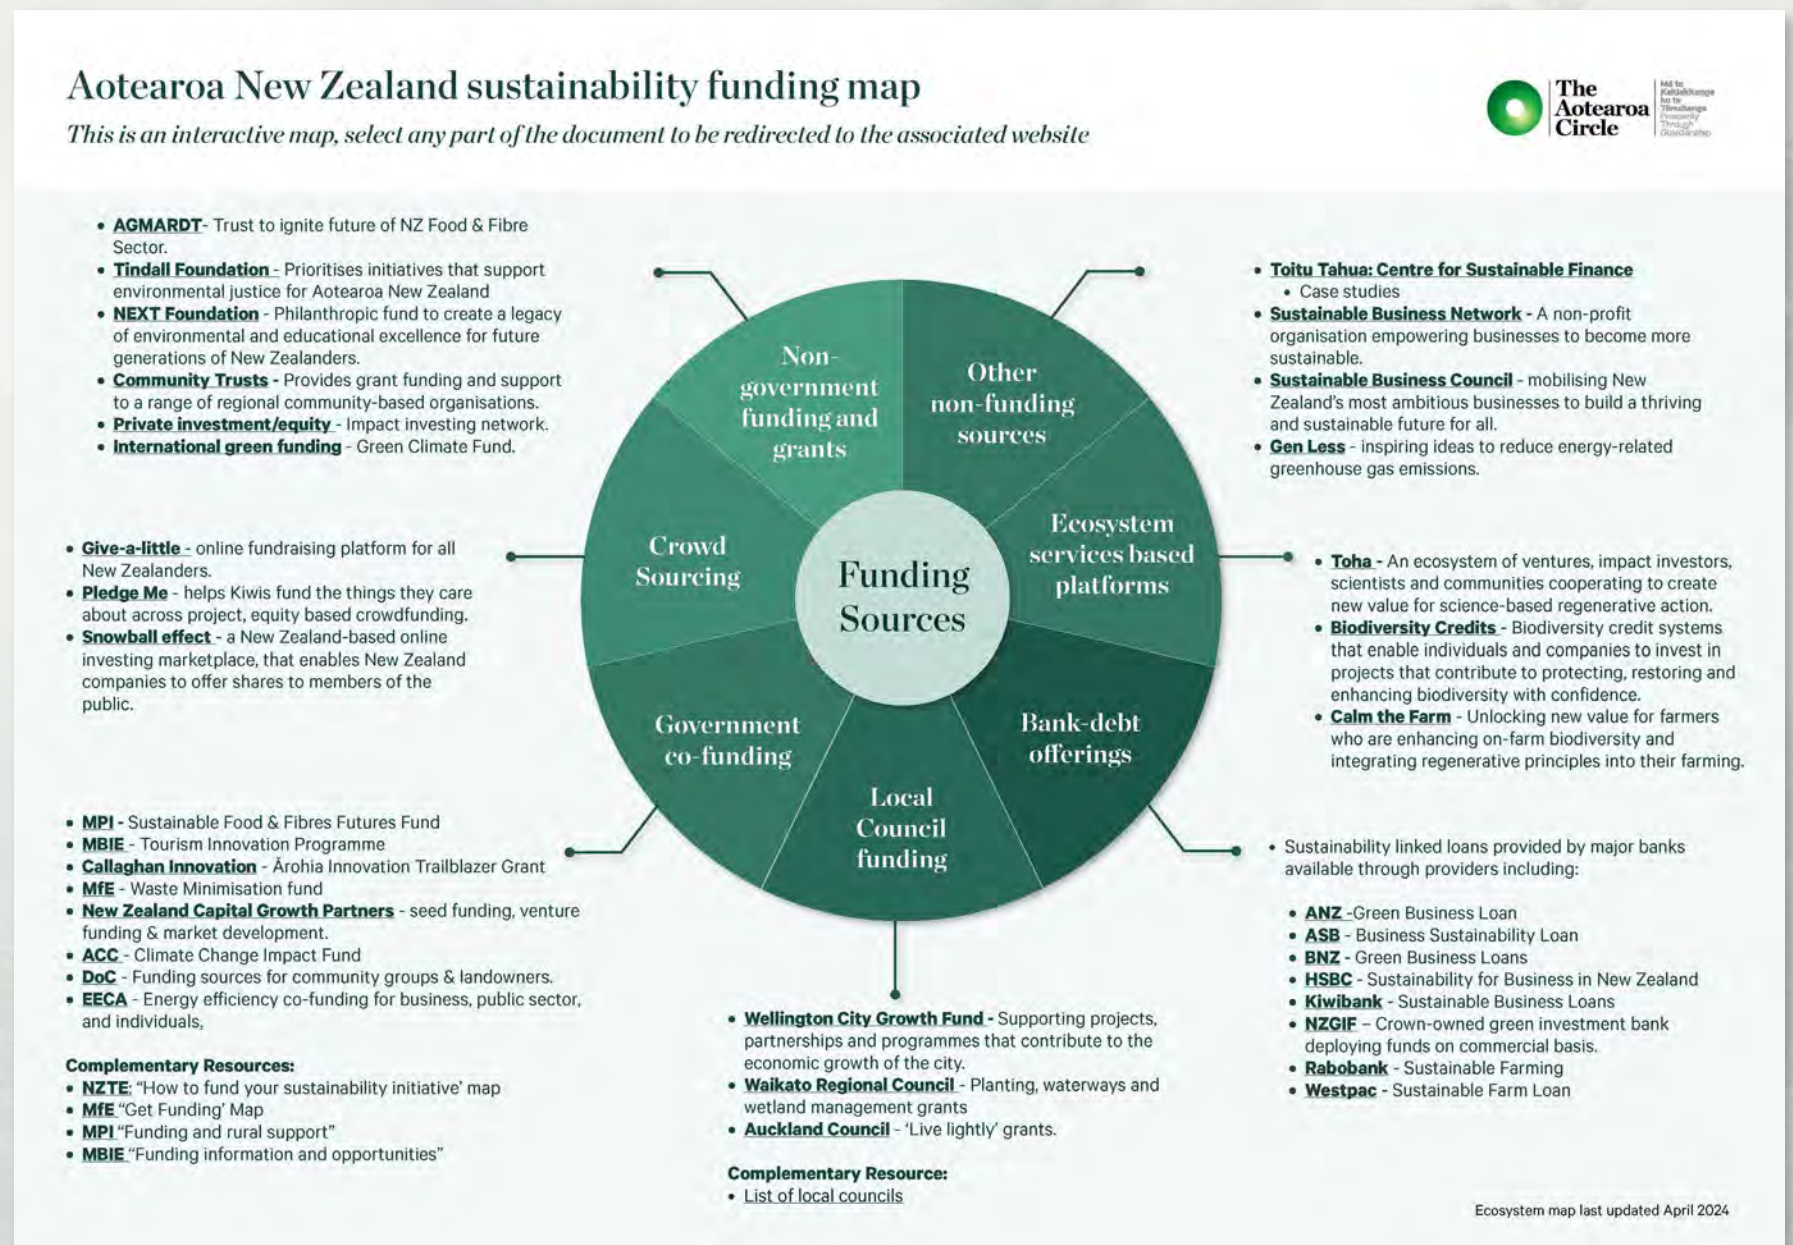 Aotearoa New Zealand sustainability funding map
This is an interactive map, select any part of the document to be redirected to the associated website
The
Aotearoa
Circle
Prosperity
Through
Guardianship
• AGMARDT- Trust to ignite future of NZ Food & Fibre
Sector.
• Tindall Foundation - Prioritises initiatives that support
environmental justice for Aotearoa New Zealand
• NEXT Foundation - Philanthropic fund to create a legacy
of environmental and educational excellence for future
generations of New Zealanders.
• Community Trusts - Provides grant funding and support
to a range of regional community-based organisations.
• Private investment/equity - Impact investing network.
• International green funding - Green Climate Fund.
• Give-a-little - online fundraising platform for all
New Zealanders.
• Pledge Me - helps Kiwis fund the things they care
about across project, equity based crowdfunding.
• Snowball effect - a New Zealand-based online
investing marketplace, that enables New Zealand
companies to offer shares to members of the
public.
• MPI - Sustainable Food & Fibres Futures Fund
• MBIE - Tourism Innovation Programme
• Callaghan Innovation - Ārohia Innovation Trailblazer Grant
• MfE - Waste Minimisation fund
• New Zealand Capital Growth Partners - seed funding, venture
funding & market development.
• ACC - Climate Change Impact Fund
• DoC - Funding sources for community groups & landowners.
• EECA - Energy efficiency co-funding for business, public sector,
and individuals,
Complementary Resources:
• NZTE: “How to fund your sustainability initiative’ map
• MfE “Get Funding’ Map
• MPI “Funding and rural support”
• MBIE “Funding information and opportunities”
Non-
government
funding and
grants
Other
non-funding
sources
Crowd
Sourcing
Ecosystem
services based
platforms
Funding
Sources
Government
co-funding
Bank-debt
offerings
Local
Council
funding
• Wellington City Growth Fund - Supporting projects,
partnerships and programmes that contribute to the
economic growth of the city.
• Waikato Regional Council - Planting, waterways and
wetland management grants
• Auckland Council - ‘Live lightly’ grants.
Complementary Resource:
• List of local councils
• Toitu Tahua: Centre for Sustainable Finance
• Case studies
• Sustainable Business Network - A non-profit
organisation empowering businesses to become more
sustainable.
• Sustainable Business Council - mobilising New
Zealand’s most ambitious businesses to build a thriving
and sustainable future for all.
• Gen Less - inspiring ideas to reduce energy-related
greenhouse gas emissions.
• Toha - An ecosystem of ventures, impact investors,
scientists and communities cooperating to create
new value for science-based regenerative action.
• Biodiversity Credits - Biodiversity credit systems
that enable individuals and companies to invest in
projects that contribute to protecting, restoring and
enhancing biodiversity with confidence.
• Calm the Farm - Unlocking new value for farmers
who are enhancing on-farm biodiversity and
integrating regenerative principles into their farming.
• Sustainability linked loans provided by major banks
available through providers including:
• ANZ -Green Business Loan
• ASB - Business Sustainability Loan
• BNZ - Green Business Loans
• HSBC - Sustainability for Business in New Zealand
• Kiwibank - Sustainable Business Loans
• NZGIF – Crown-owned green investment bank
deploying funds on commercial basis.
• Rabobank - Sustainable Farming
• Westpac - Sustainable Farm Loan
Ecosystem map last updated April 2024